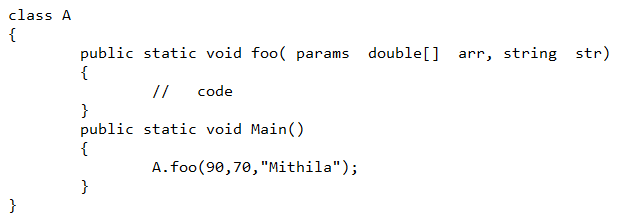 class A
{
public static void foo( params double[] arr, string str)
{
// code
}
public static void Main()
{
A.foo(90,70,"Mithila");
}
}